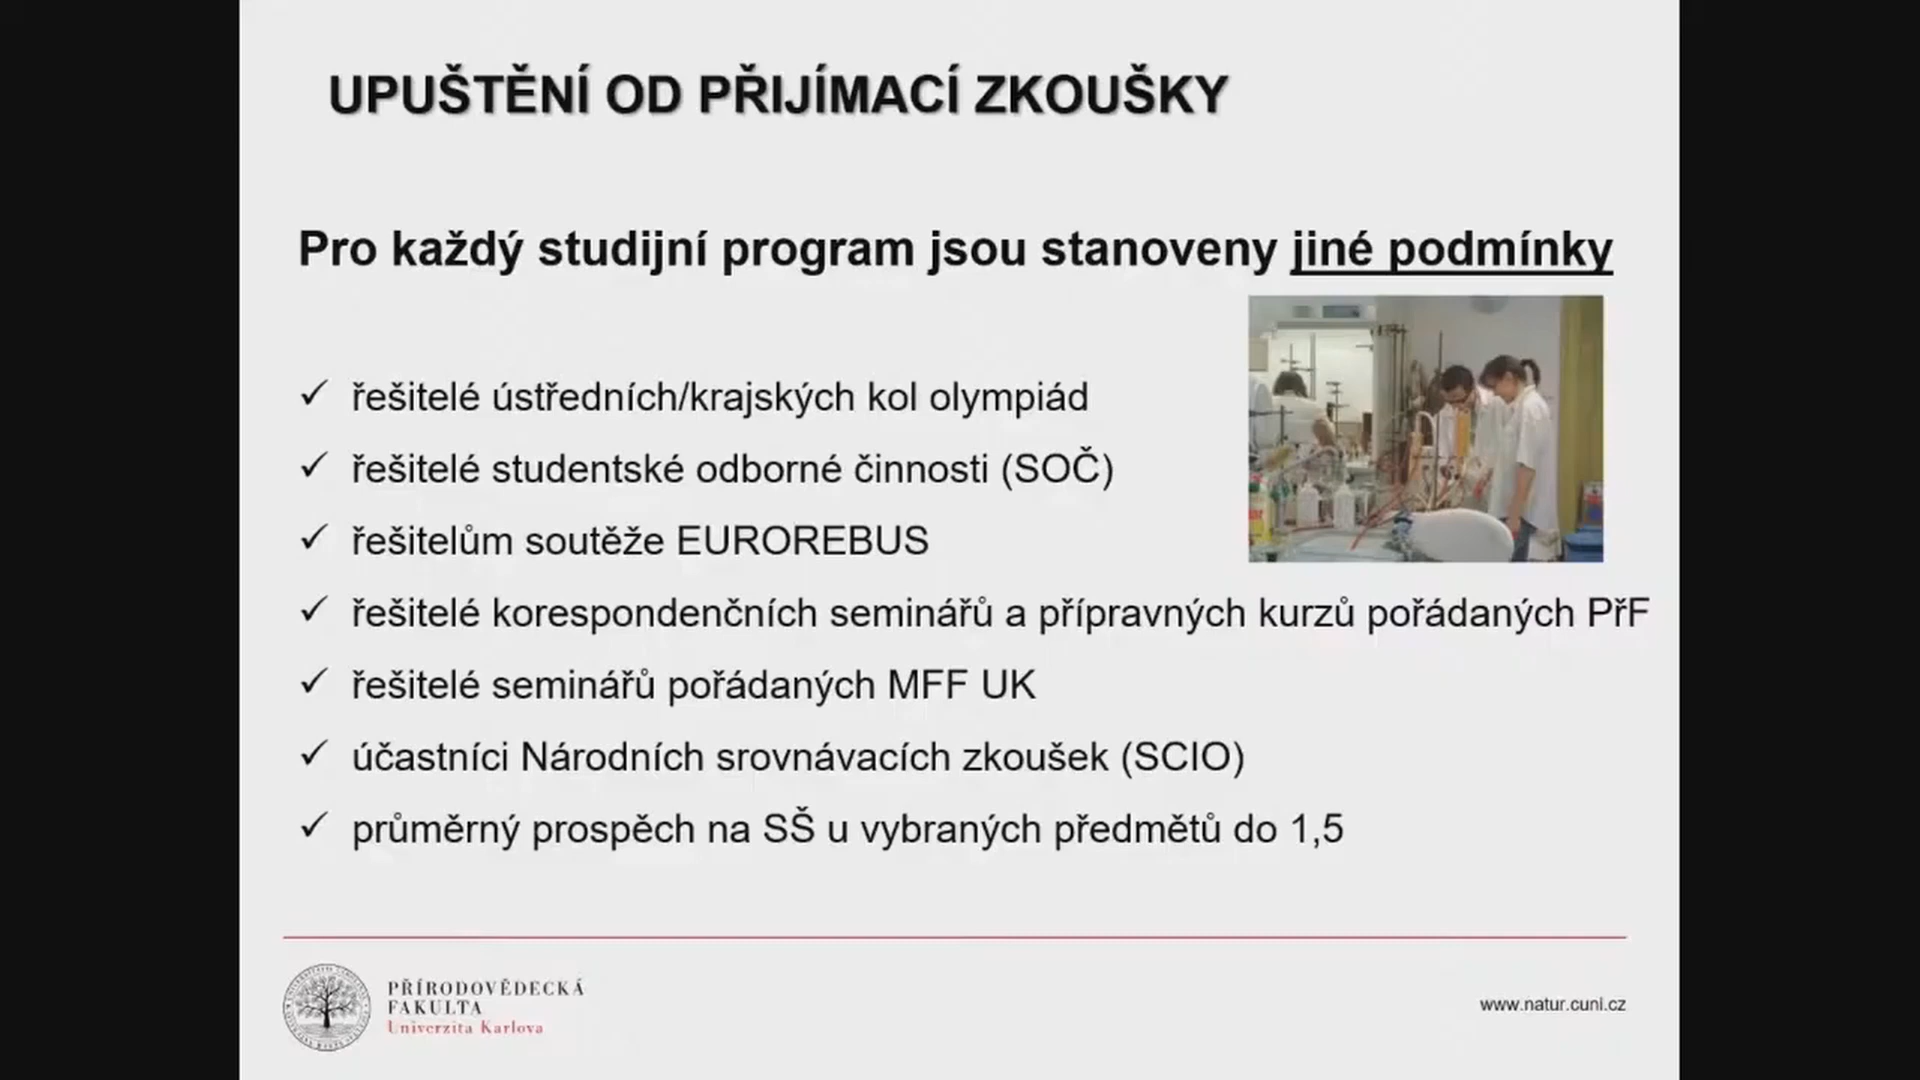 UPUŠTĚNÍ OD PŘIJÍMACÍ ZKOUŠKY
Pro každý studijní program jsou stanoveny jiné podmínky
✓ řešitelé ústředních/krajských kol olympiád
✓ řešitelé studentské odborné činnosti (SOČ)
✓ řešitelům soutěže EUROREBUS
✓ řešitelé korespondenčních seminářů a přípravných kurzů pořádaných PřF
✓ řešitelé seminářů pořádaných MFF UK
✓ účastníci Národních srovnávacích zkoušek (SCIO)
✓ průměrný prospěch na SŠ u vybraných předmětů do 1,5
PŘÍRODOVĚDECKÁ
FAKULTA
Univerzita Karlova
www.natur.cuni.cz